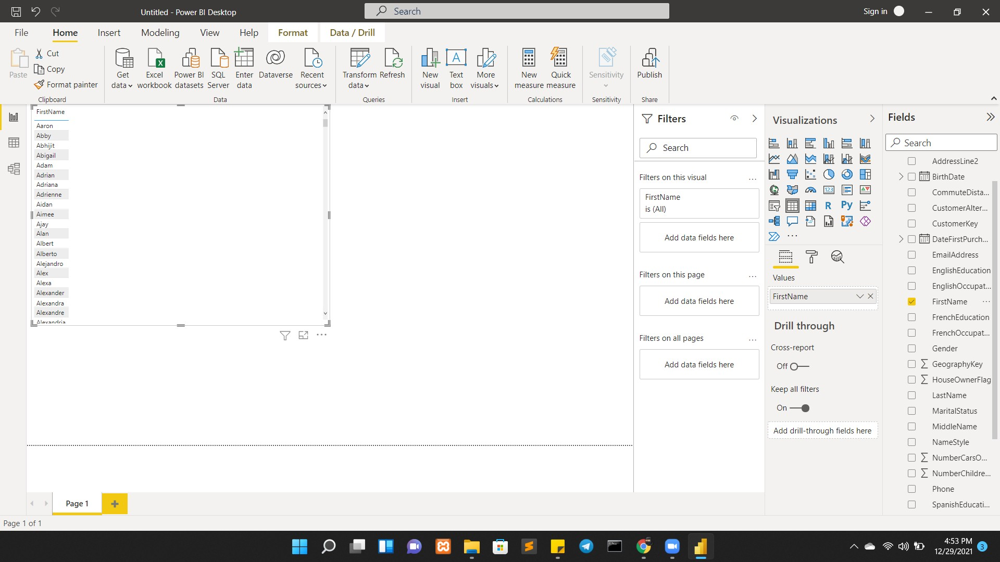 Untitled - Power BI Desktop
Search
Sign in
File
Home
Insert
Modeling
View
Help
Format
Data / Drill
Paste
Cut
Copy
Format painter
Clipboard
Get data
Excel workbook
Power BI datasets
SQL Server
Enter data
Dataverse
Recent sources
Data
Transform data
Refresh
Queries
New visual
Text box
More visuals
Insert
New measure
Quick measure
Calculations
Sensitivity
Sensitivity
Publish
Share
FirstName
Aaron
Abby
Abhijit
Abigail
Adam
Adrian
Adriana
Adrienne
Aidan
Aimee
Ajay
Alan
Albert
Alberto
Alejandro
Alex
Alexa
Alexander
Alexandra
Alexandre
Alexandria
Filters
Search
Filters on this visual
...
FirstName
is (All)
Add data fields here
Filters on this page
...
Add data fields here
Filters on all pages
...
Add data fields here
Visualizations
123
R
Py
...
Values
FirstName
Drill through
Cross-report
Off
Keep all filters
On
Add drill-through fields here
Fields
Search
AddressLine2
BirthDate
CommuteDista...
CustomerAlter...
CustomerKey
DateFirstPurch...
EmailAddress
EnglishEducation
EnglishOccupat...
FirstName
...
FrenchEducation
FrenchOccupat...
Gender
GeographyKey
HouseOwnerFlag
LastName
MaritalStatus
MiddleName
NameStyle
NumberCarsO...
NumberChildre...
Phone
SpanishEducati...
Page 1
Page 1 of 1
4:53 PM
12/29/2021
3